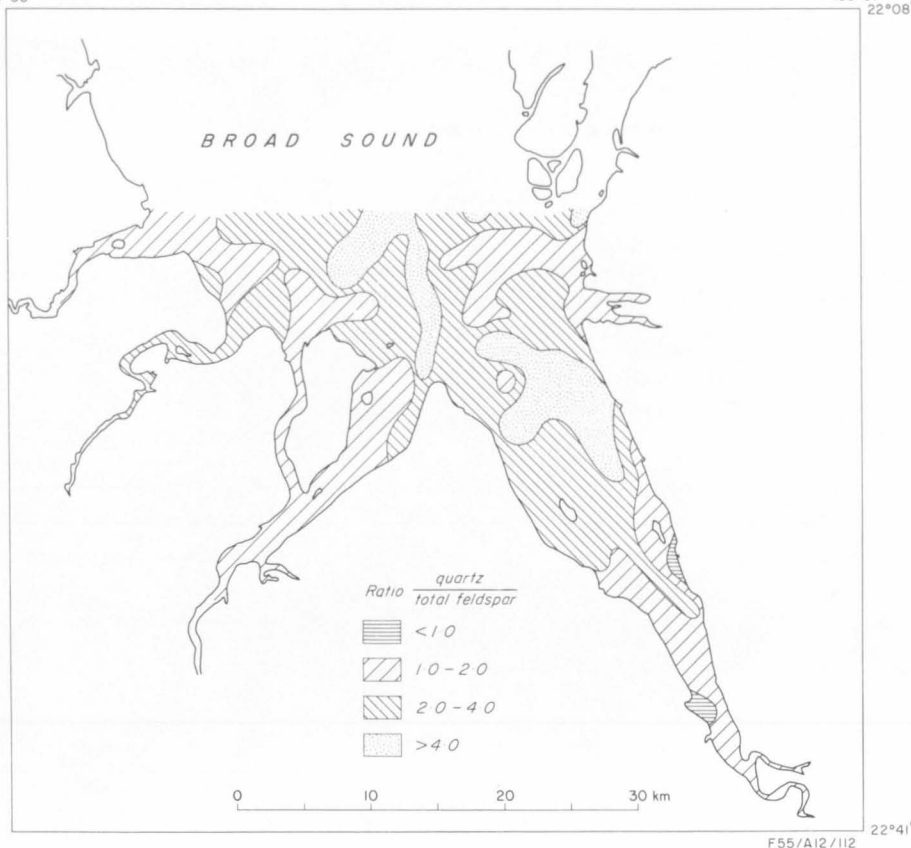 22°08'
BROAD SOUND
Ratio quartz
total feldspar
<1·0
1·0–2·0
2·0–4·0
>4·0
0 10 20 30 km
22°41'
F55/A12/112